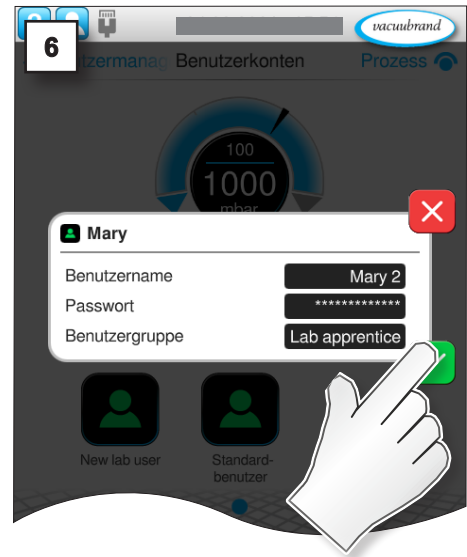 6
vacuubrand
tzermanag Benutzerkonten Prozess
100
1000
mbar
Mary
Benutzername Mary 2
Passwort *************
Benutzergruppe Lab apprentice
New lab user
Standard-
benutzer